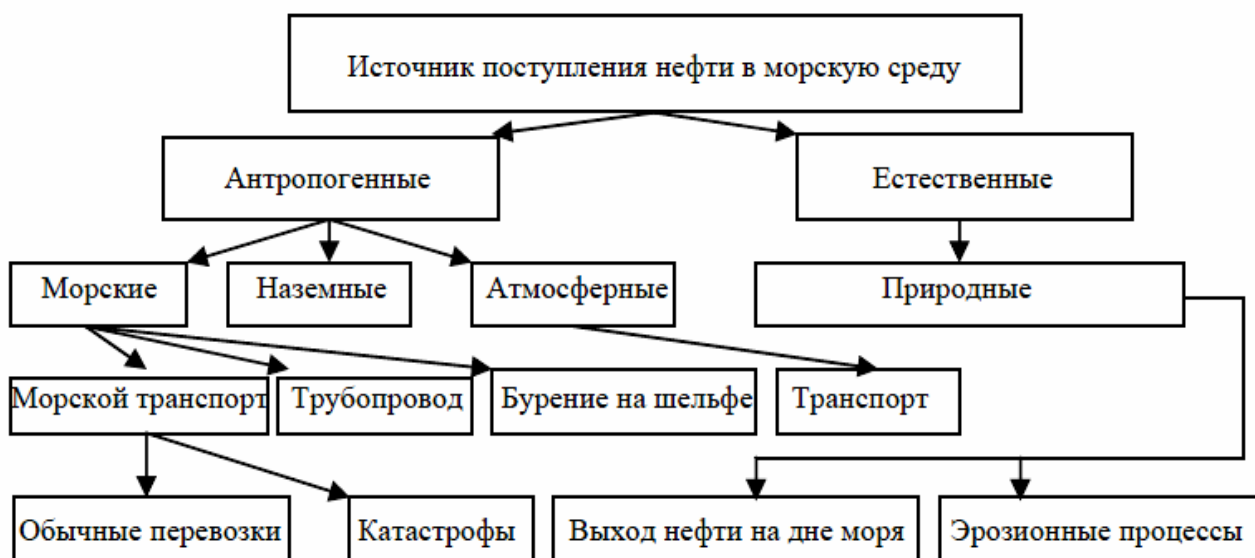 Источник поступления нефти в морскую среду
Антропогенные
Естественные
Морские
Наземные
Атмосферные
Природные
Морской транспорт
Трубопровод
Бурение на шельфе
Транспорт
Обычные перевозки
Катастрофы
Выход нефти на дне моря
Эрозионные процессы